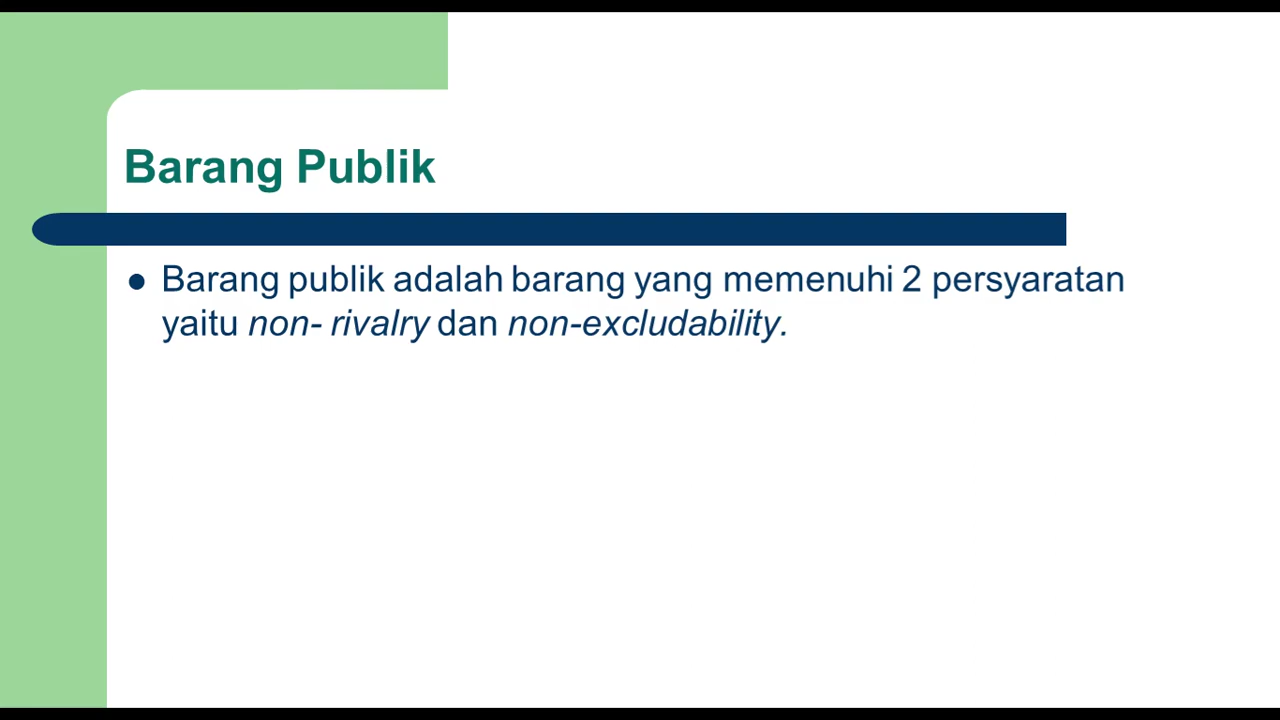 Barang Publik
● Barang publik adalah barang yang memenuhi 2 persyaratan
yaitu non- rivalry dan non-excludability.